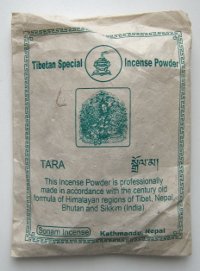 Tibetan Special Incense Powder
TARA སྒྲོལ་མ།
This Incense Powder is professionally
made in accordance with the century old
formula of Himalayan regions of Tibet, Nepal,
Bhutan and Sikkim (India)
Sonam Incense Kathmandu, Nepal